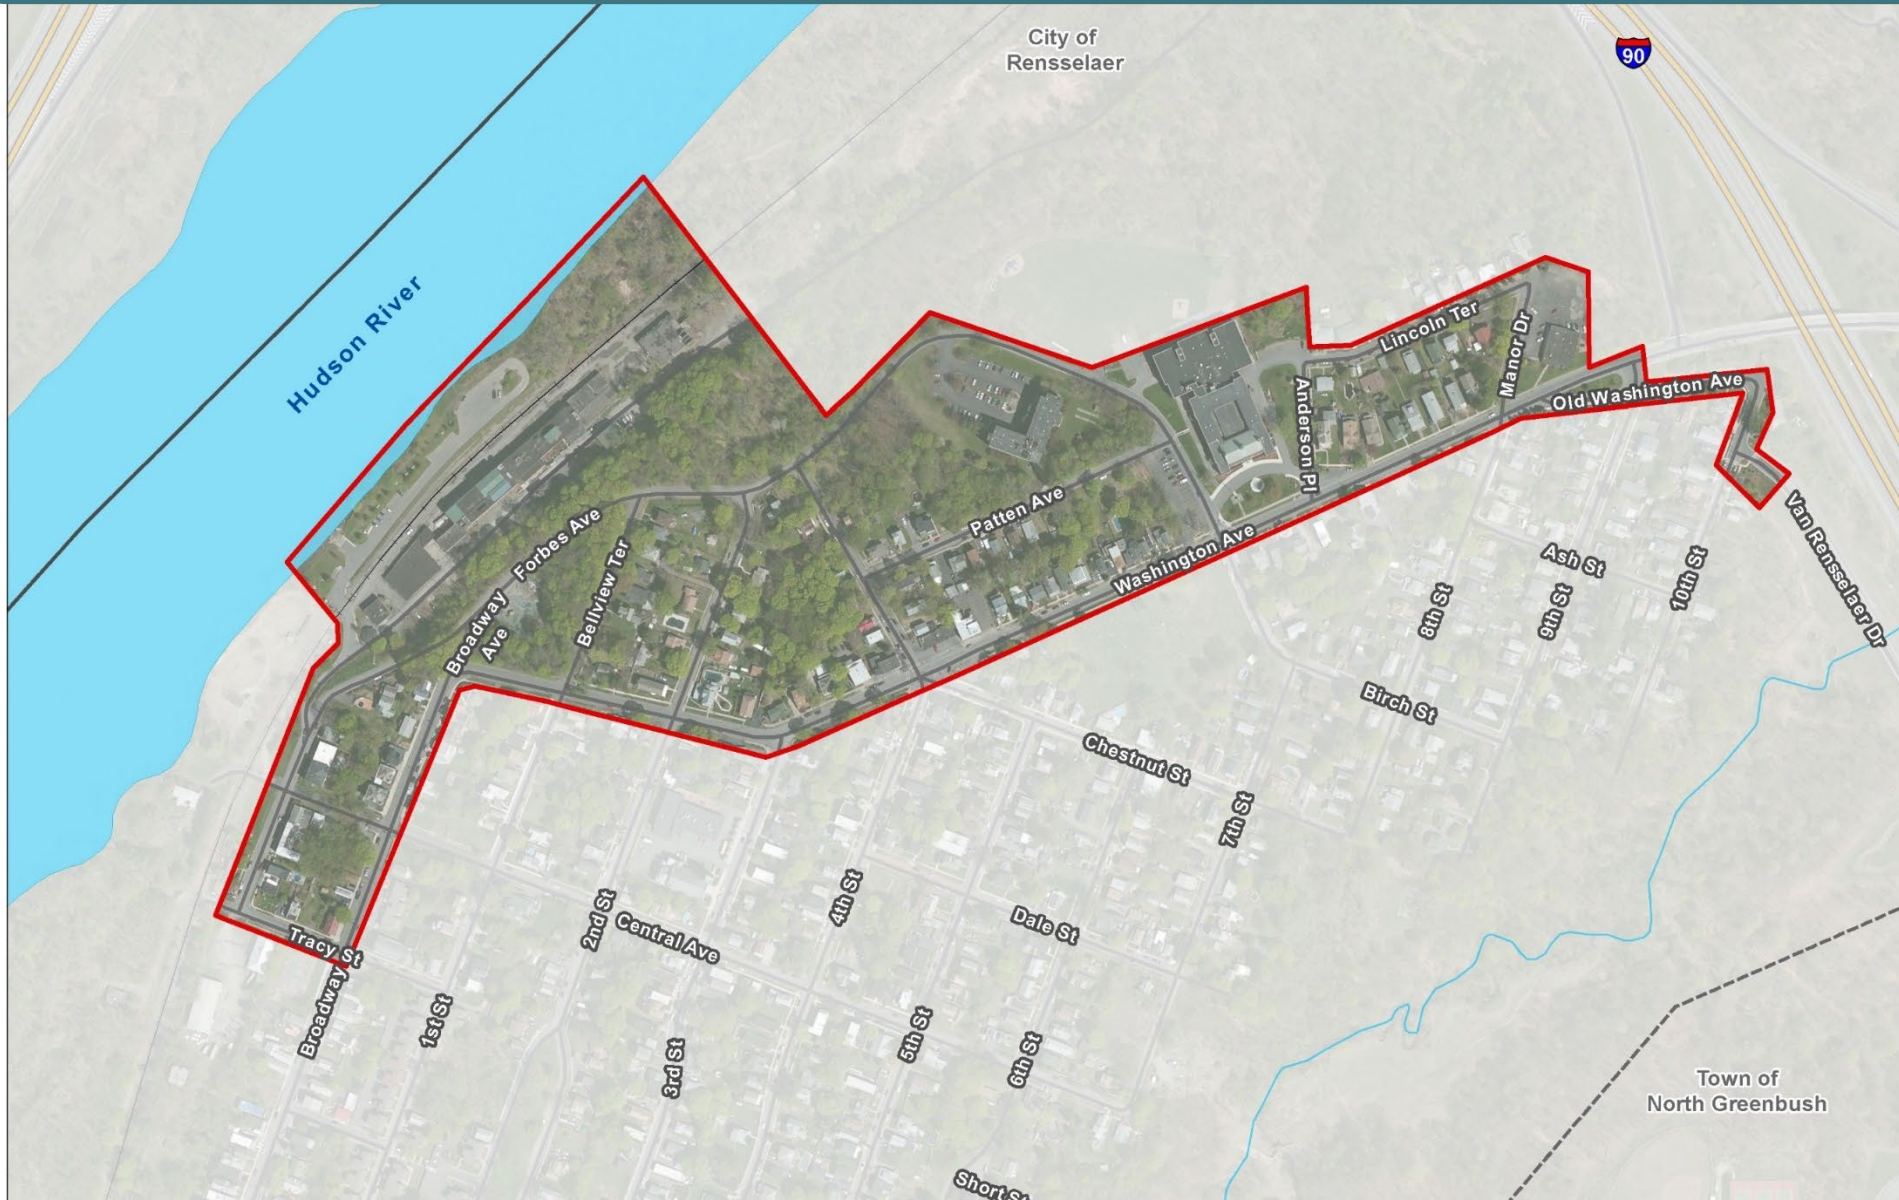 City of
Rensselaer
90
Hudson River
Lincoln Ter
Manor Dr
Old Washington Ave
Anderson Pl
Patten Ave
Forbes Ave
Bellview Ter
Broadway
Ave
Washington Ave
Van Rensselaer Dr
Ash St
10th St
9th St
8th St
Birch St
Chestnut St
7th St
4th St
2nd St
Central Ave
Dale St
Tracy St
Broadway
1st St
3rd St
5th St
6th St
Town of
North Greenbush
Short St